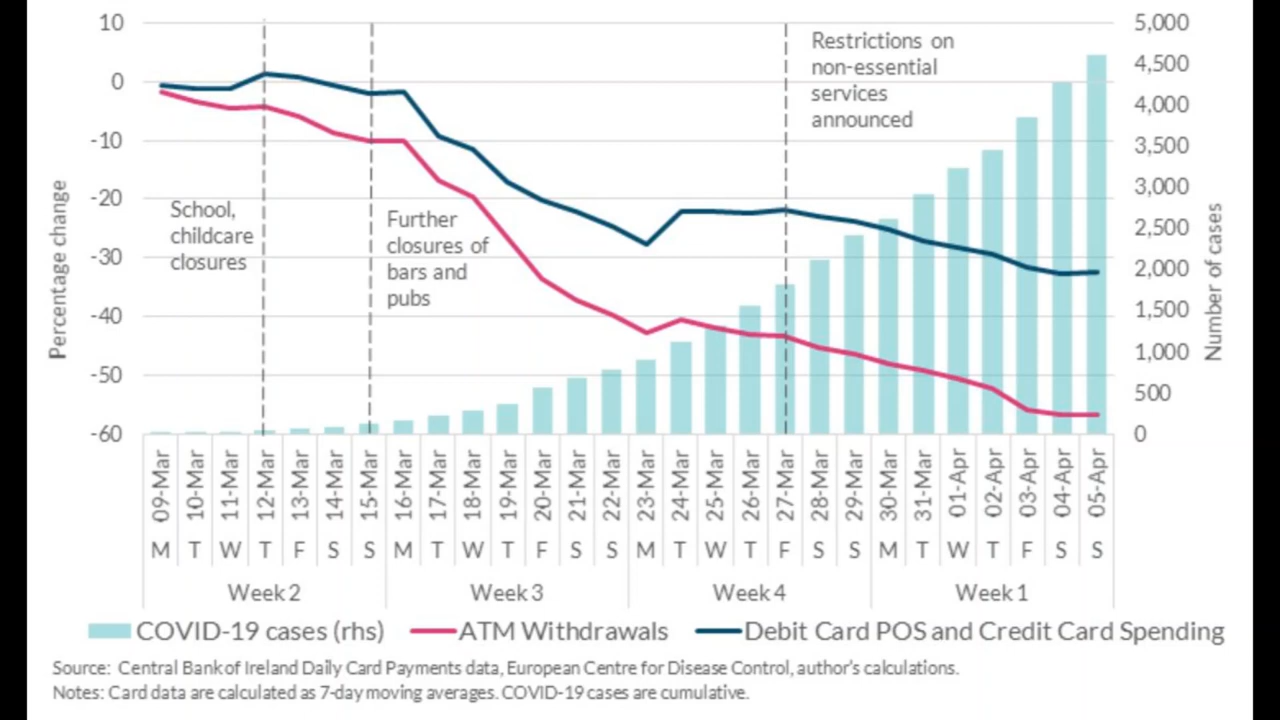 10
0
-10
-20
-30
-40
-50
-60
Percentage change
5,000
4,500
4,000
3,500
3,000
2,500
2,000
1,500
1,000
500
0
Number of cases
School,
childcare
closures
Further
closures of
bars and
pubs
Restrictions on
non-essential
services
announced
09-Mar 10-Mar 11-Mar 12-Mar 13-Mar 14-Mar 15-Mar 16-Mar 17-Mar 18-Mar 19-Mar 20-Mar 21-Mar 22-Mar 23-Mar 24-Mar 25-Mar 26-Mar 27-Mar 28-Mar 29-Mar 30-Mar 31-Mar 01-Apr 02-Apr 03-Apr 04-Apr 05-Apr
M T W T F S S M T W T F S S M T W T F S S M T W T F S S
Week 2 Week 3 Week 4 Week 1
COVID-19 cases (rhs) ATM Withdrawals Debit Card POS and Credit Card Spending
Source: Central Bank of Ireland Daily Card Payments data, European Centre for Disease Control, author's calculations.
Notes: Card data are calculated as 7-day moving averages. COVID-19 cases are cumulative.